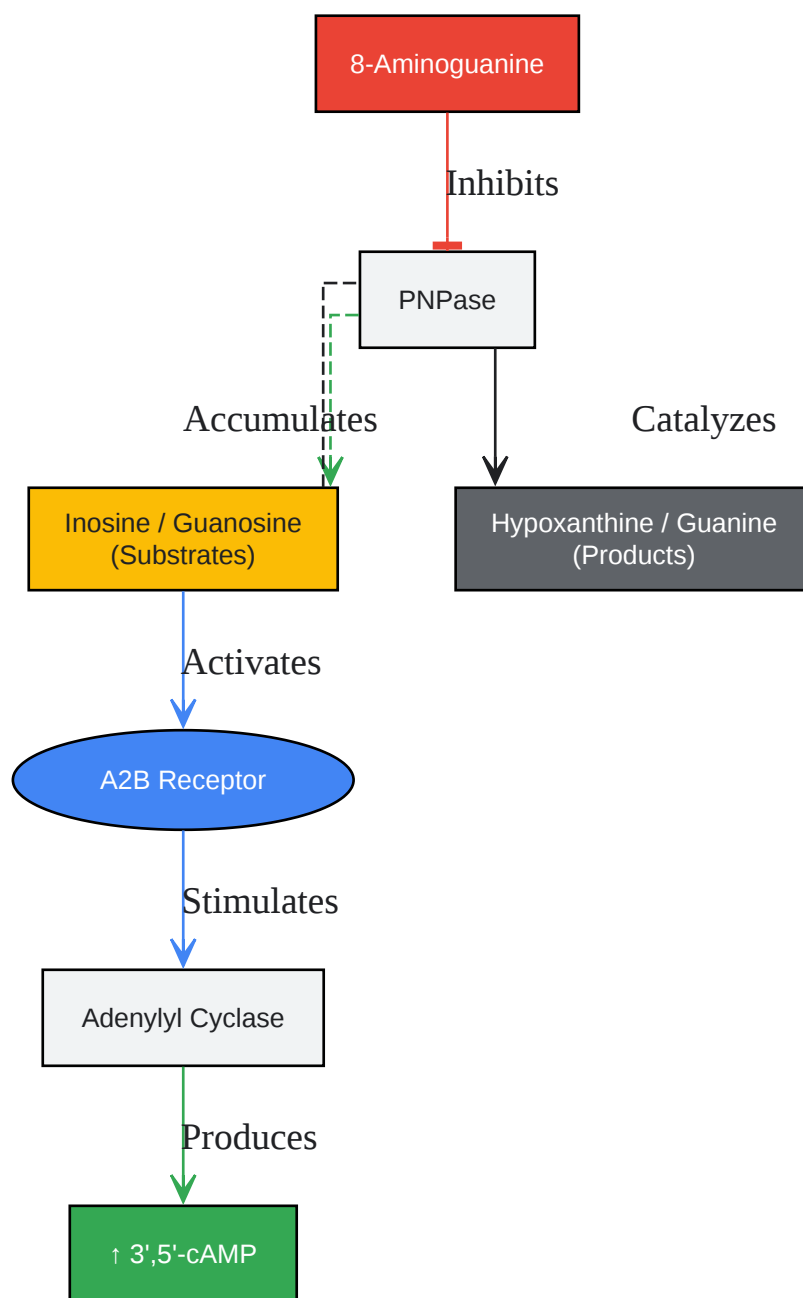 8-Aminoguanine
Inhibits
PNPase
Accumulates
Catalyzes
Inosine / Guanosine
(Substrates)
Hypoxanthine / Guanine
(Products)
Activates
A2B Receptor
Stimulates
Adenylyl Cyclase
Produces
↑ 3',5'-cAMP